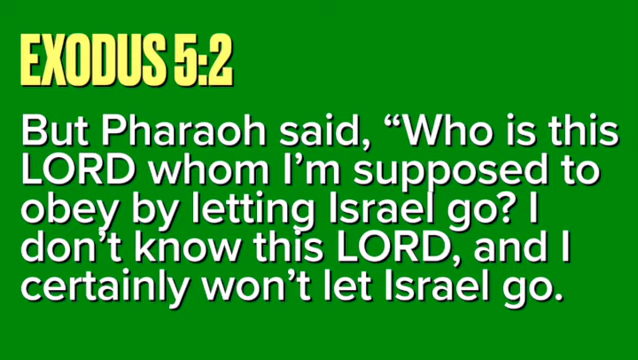 EXODUS 5:2
But Pharaoh said, “Who is this
LORD whom I’m supposed to
obey by letting Israel go? I
don’t know this LORD, and I
certainly won’t let Israel go.